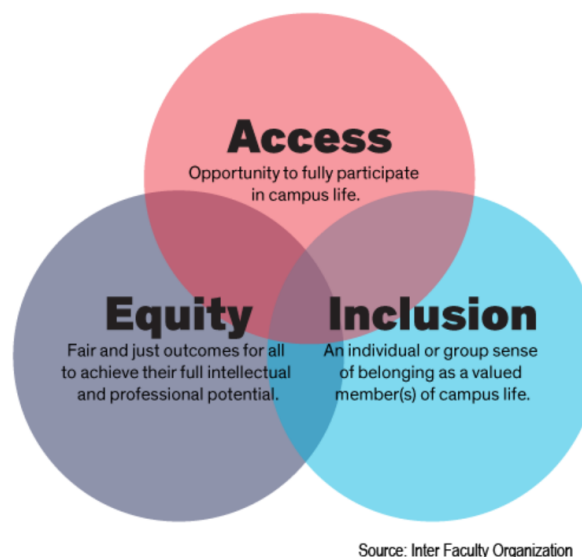 Access
Opportunity to fully participate
in campus life.
Equity
Fair and just outcomes for all
to achieve their full intellectual
and professional potential.
Inclusion
An individual or group sense
of belonging as a valued
member(s) of campus life.
Source: Inter Faculty Organization